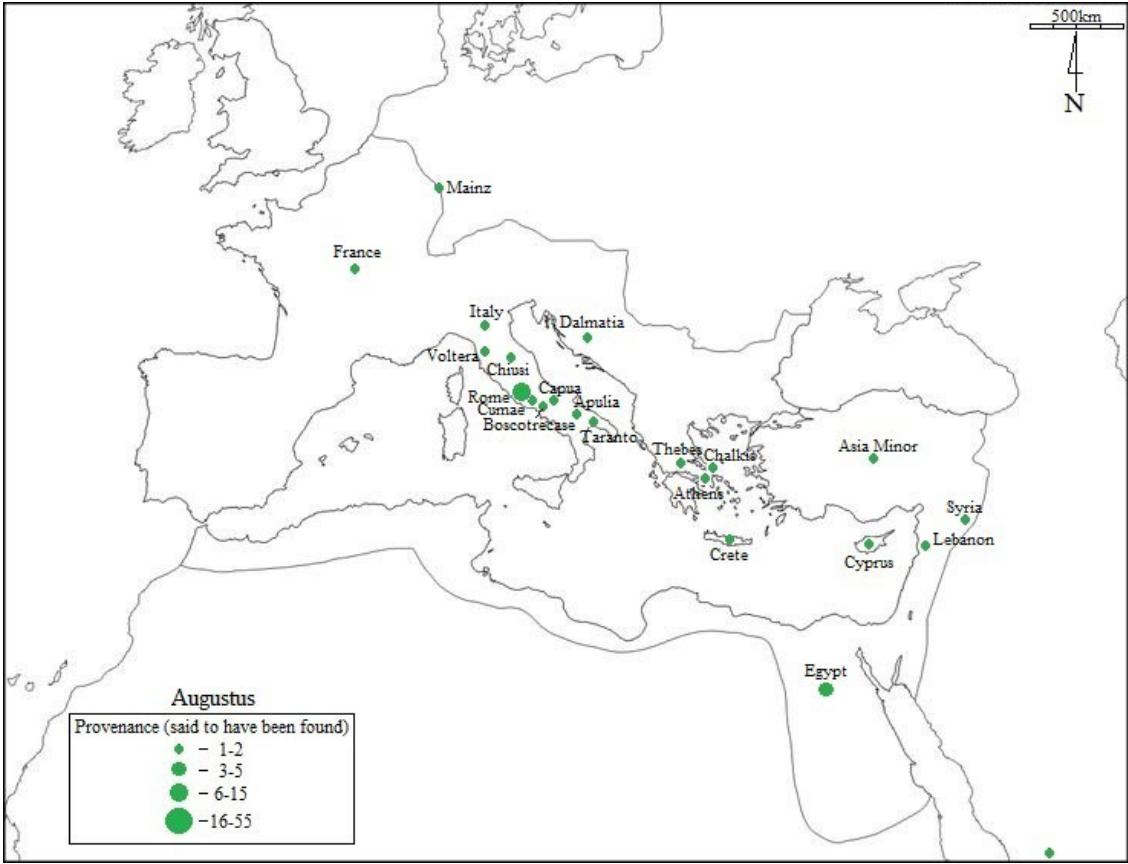 500km
N
Mainz
France
Italy
Dalmatia
Voltera
Chiusi
Rome
Capua
Cumae
Apulia
Boscotrecase
Taranto
Thebes
Chalkis
Asia Minor
Athens
Syria
Lebanon
Crete
Cyprus
Egypt
Augustus
Provenance (said to have been found)
– 1-2
– 3-5
– 6-15
–16-55